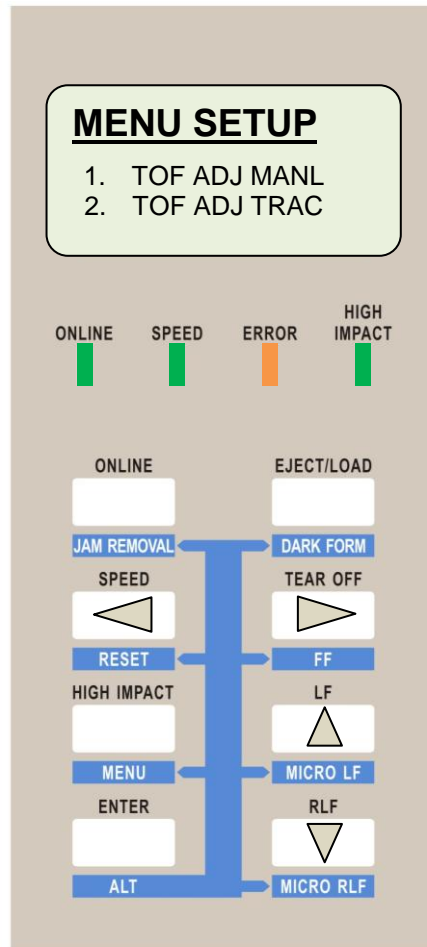 MENU SETUP
1. TOF ADJ MANL
2. TOF ADJ TRAC
ONLINE SPEED ERROR HIGH IMPACT
ONLINE EJECT/LOAD
JAM REMOVAL DARK FORM
SPEED TEAR OFF
RESET FF
HIGH IMPACT LF
MENU MICRO LF
ENTER RLF
ALT MICRO RLF